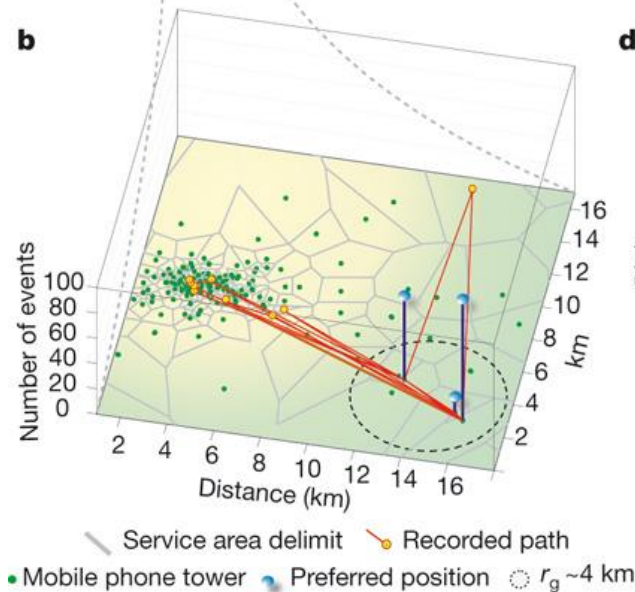 b
d
Number of events
100
80
60
40
20
0
16
14
12
10
8
6
4
2
km
2
4
6
8
10
12
14
16
Distance (km)
Service area delimit
Recorded path
Mobile phone tower
Preferred position
rg ~4 km